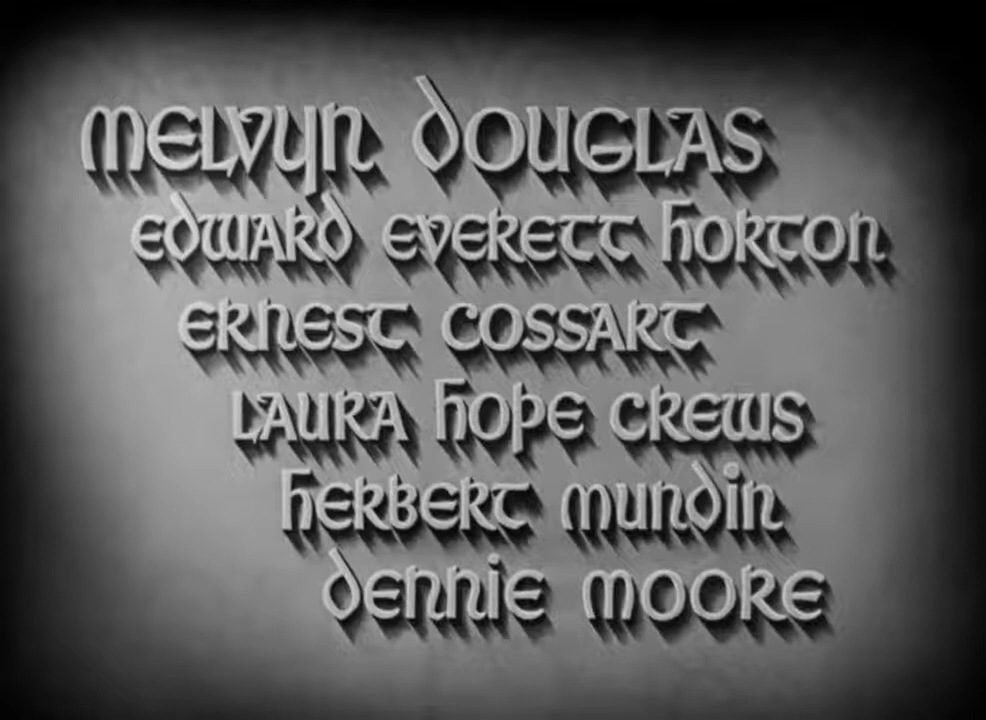 MELVYN DOUGLAS
EDWARD EVERETT HORTON
ERNEST COSSART
LAURA HOPE CREWS
HERBERT MUNDIN
DENNIE MOORE